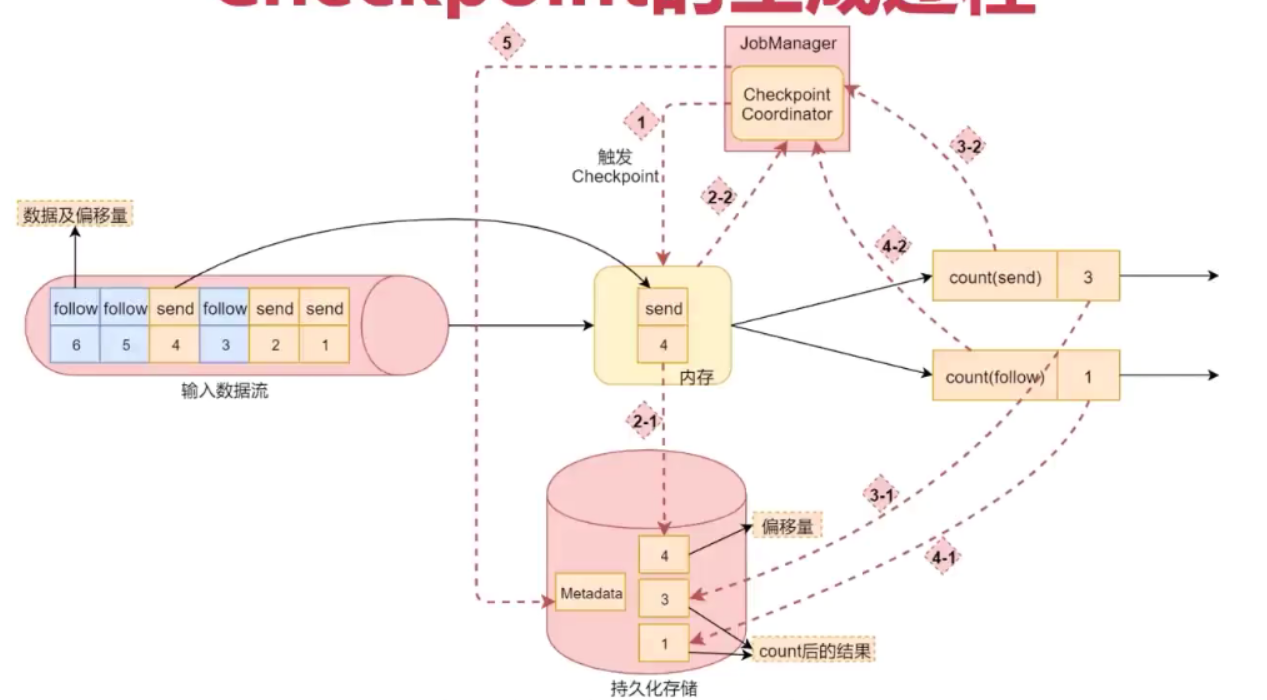 Checkpoint的生成过程
5
JobManager
Checkpoint
Coordinator
1
触发
Checkpoint
3-2
2-2
数据及偏移量
4-2
count(send) 3
follow follow send follow send send
6 5 4 3 2 1
send
4
内存
输入数据流
count(follow) 1
2-1
3-1
偏移量
4
4-1
Metadata
3
1
count后的结果
持久化存储